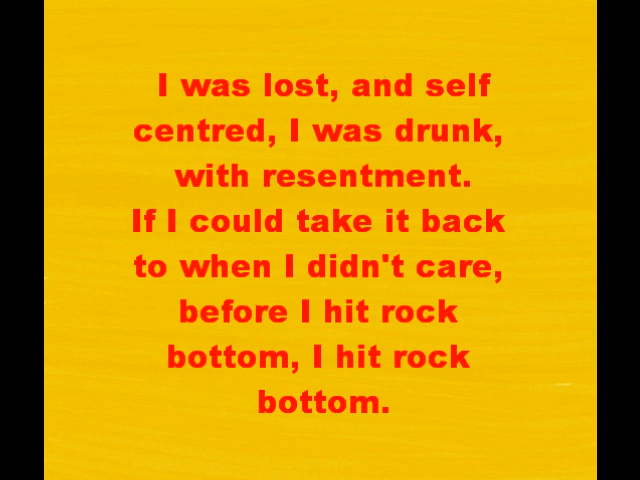 I was lost, and self
centred, I was drunk,
with resentment.
If I could take it back
to when I didn't care,
before I hit rock
bottom, I hit rock
bottom.